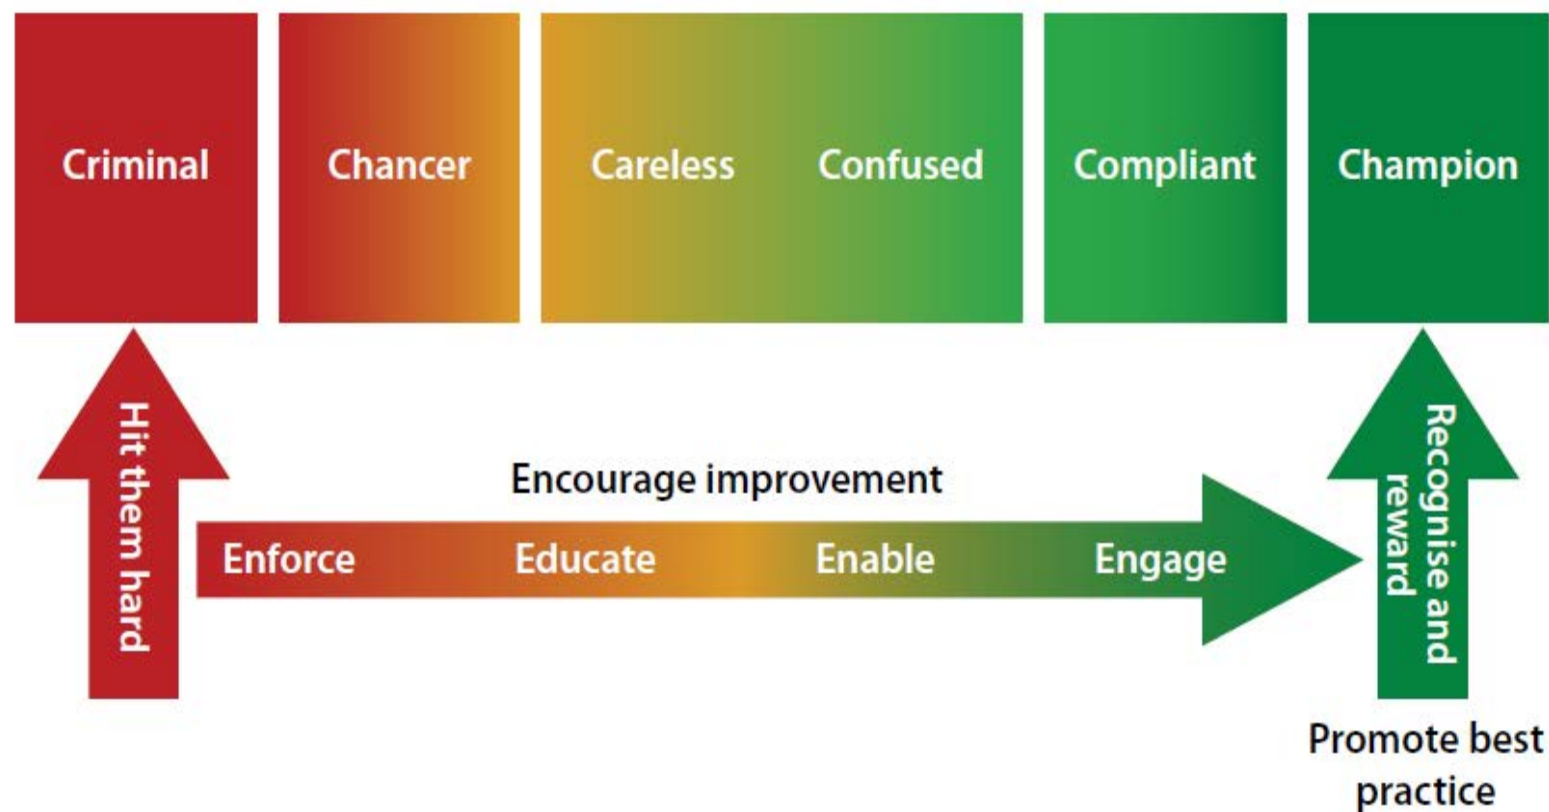 Criminal
Chancer
Careless
Confused
Compliant
Champion
Hit them hard
Encourage improvement
Enforce
Educate
Enable
Engage
Recognise and
reward
Promote best
practice